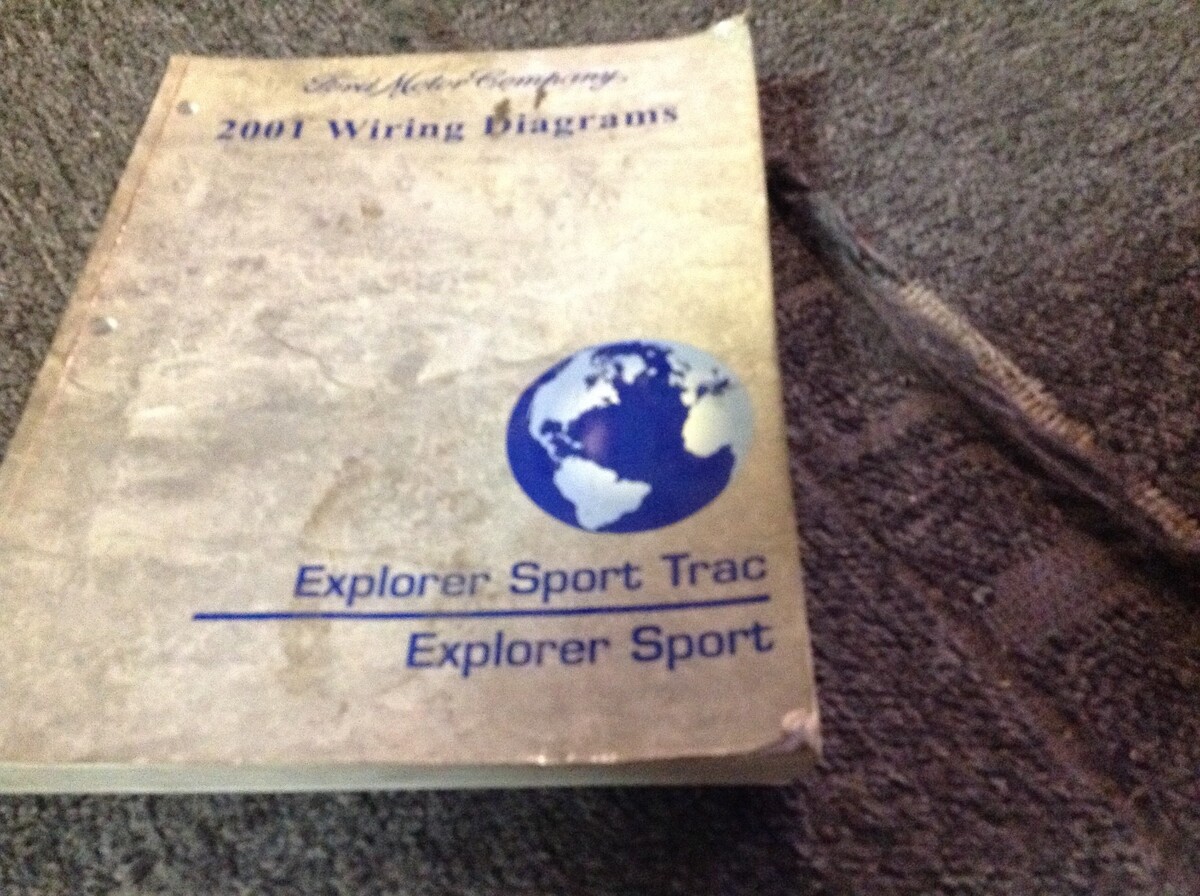 Ford Motor Company,
2001 Wiring Diagrams
Explorer Sport Trac
Explorer Sport